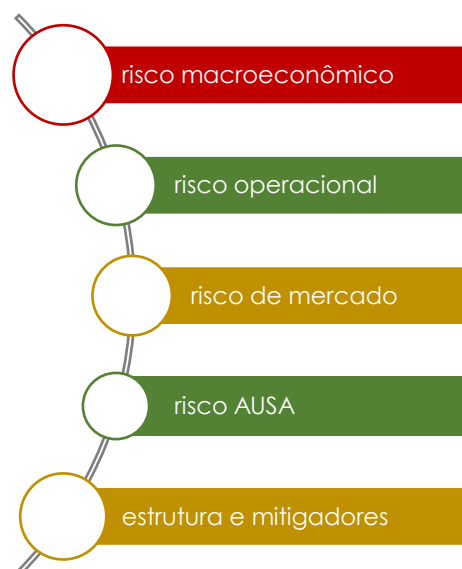 risco macroeconômico
risco operacional
risco de mercado
risco AUSA
estrutura e mitigadores